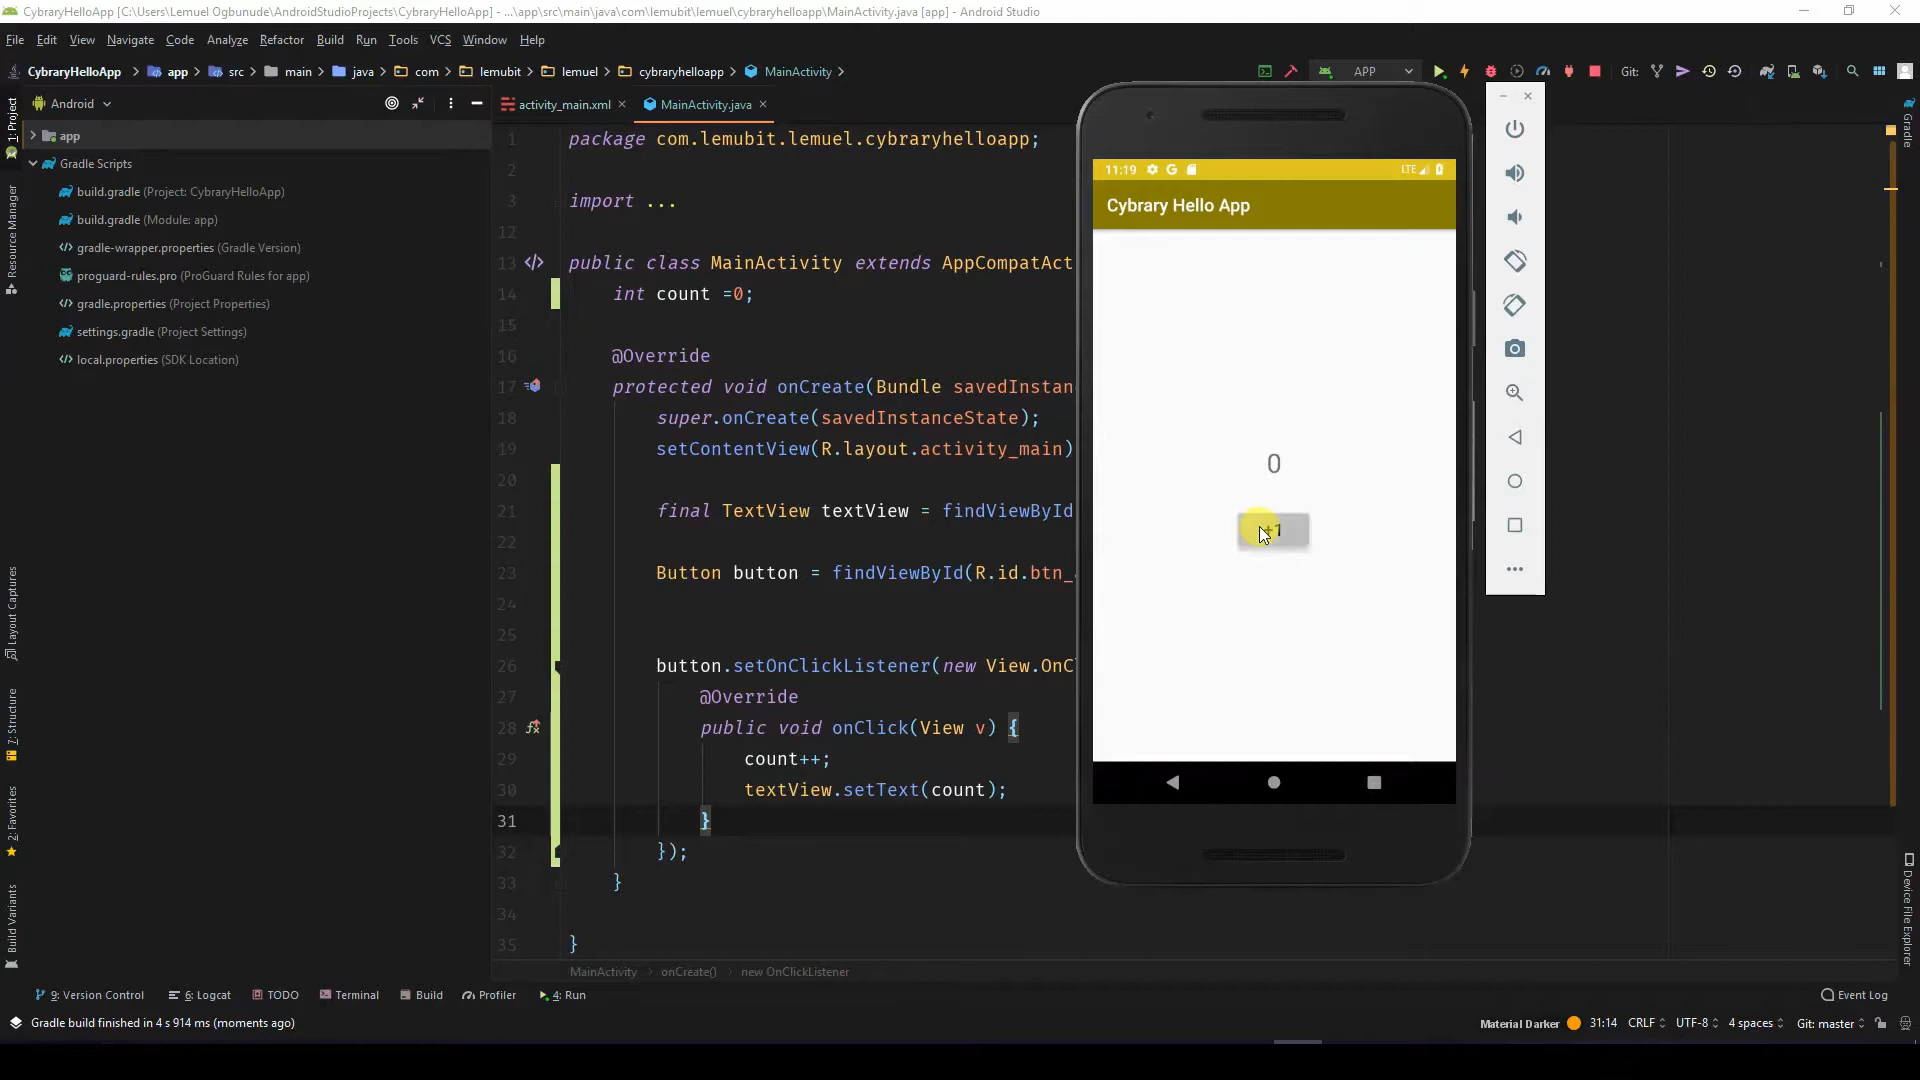 CybraryHelloApp [C:\Users\Lemuel Ogbunude\AndroidStudioProjects\CybraryHelloApp] - ...\app\src\main\java\com\lemubit\lemuel\cybraryhelloapp\MainActivity.java [app] - Android Studio
File Edit View Navigate Code Analyze Refactor Build Run Tools VCS Window Help
CybraryHelloApp app src main java com lemubit lemuel cybraryhelloapp MainActivity
APP Git:
Android
activity_main.xml
MainActivity.java
1: Project
Resource Manager
Layout Captures
7: Structure
2: Favorites
Build Variants
app
Gradle Scripts
build.gradle (Project: CybraryHelloApp)
build.gradle (Module: app)
gradle-wrapper.properties (Gradle Version)
proguard-rules.pro (ProGuard Rules for app)
gradle.properties (Project Properties)
settings.gradle (Project Settings)
local.properties (SDK Location)
1 package com.lemubit.lemuel.cybraryhelloapp;
2
3 import ...
12
13 public class MainActivity extends AppCompatAct
14 int count =0;
15
16 @Override
17 protected void onCreate(Bundle savedInstan
18 super.onCreate(savedInstanceState);
19 setContentView(R.layout.activity_main)
20
21 final TextView textView = findViewById
22
23 Button button = findViewById(R.id.btn_
24
25
26 button.setOnClickListener(new View.OnC
27 @Override
28 public void onClick(View v) {
29 count++;
30 textView.setText(count);
31 }
32 });
33 }
34
35 }
MainActivity onCreate() new OnClickListener
11:19 LTE
Cybrary Hello App
0
+1
Gradle
Device File Explorer
9: Version Control 6: Logcat TODO Terminal Build Profiler 4: Run Event Log
Gradle build finished in 4 s 914 ms (moments ago)
Material Darker 31:14 CRLF UTF-8 4 spaces Git: master